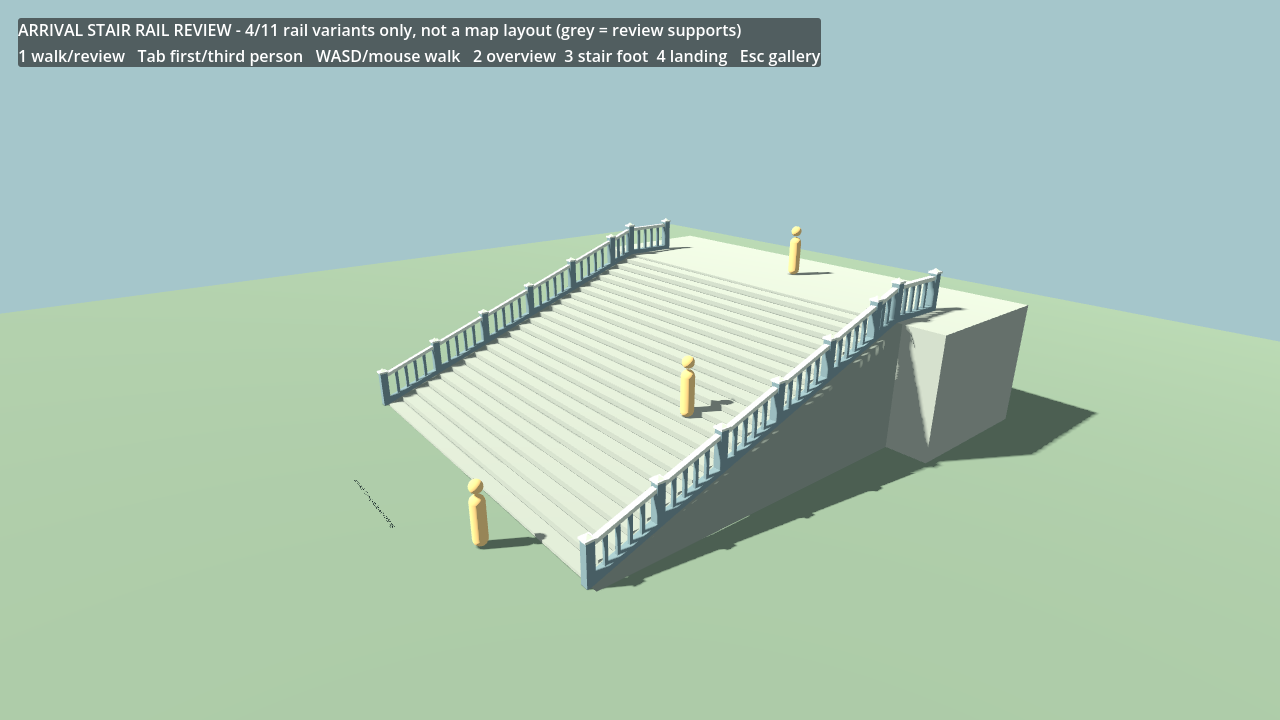 ARRIVAL STAIR RAIL REVIEW - 4/11 rail variants only, not a map layout (grey = review supports)
1 walk/review   Tab first/third person   WASD/mouse walk   2 overview  3 stair foot  4 landing   Esc gallery